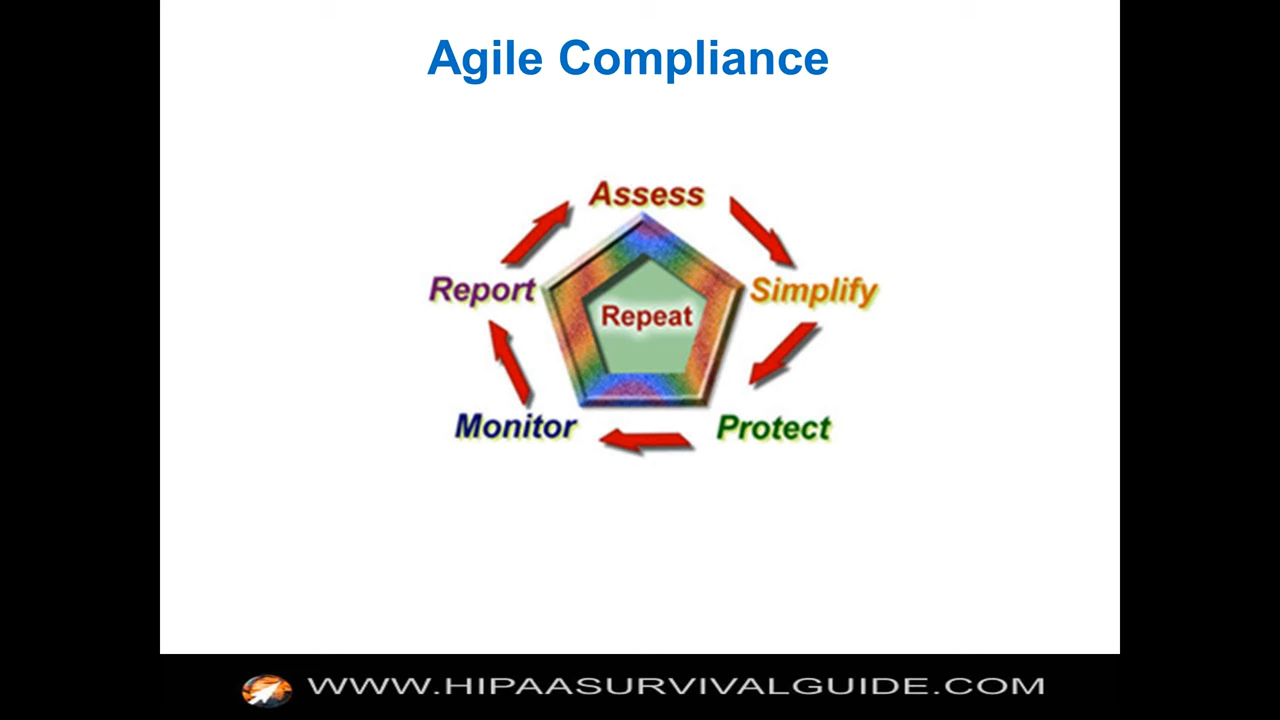 Agile Compliance
Assess
Report
Simplify
Repeat
Monitor
Protect
WWW.HIPAASURVIVALGUIDE.COM